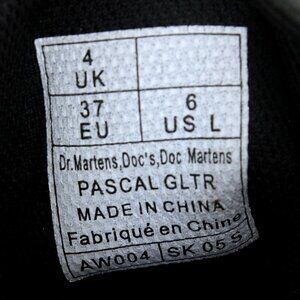 4
UK
37 6
EU US L
Dr.Martens,Doc's,Doc Martens
PASCAL GLTR
MADE IN CHINA
Fabriqué en Chine
AW004 SK 05 S